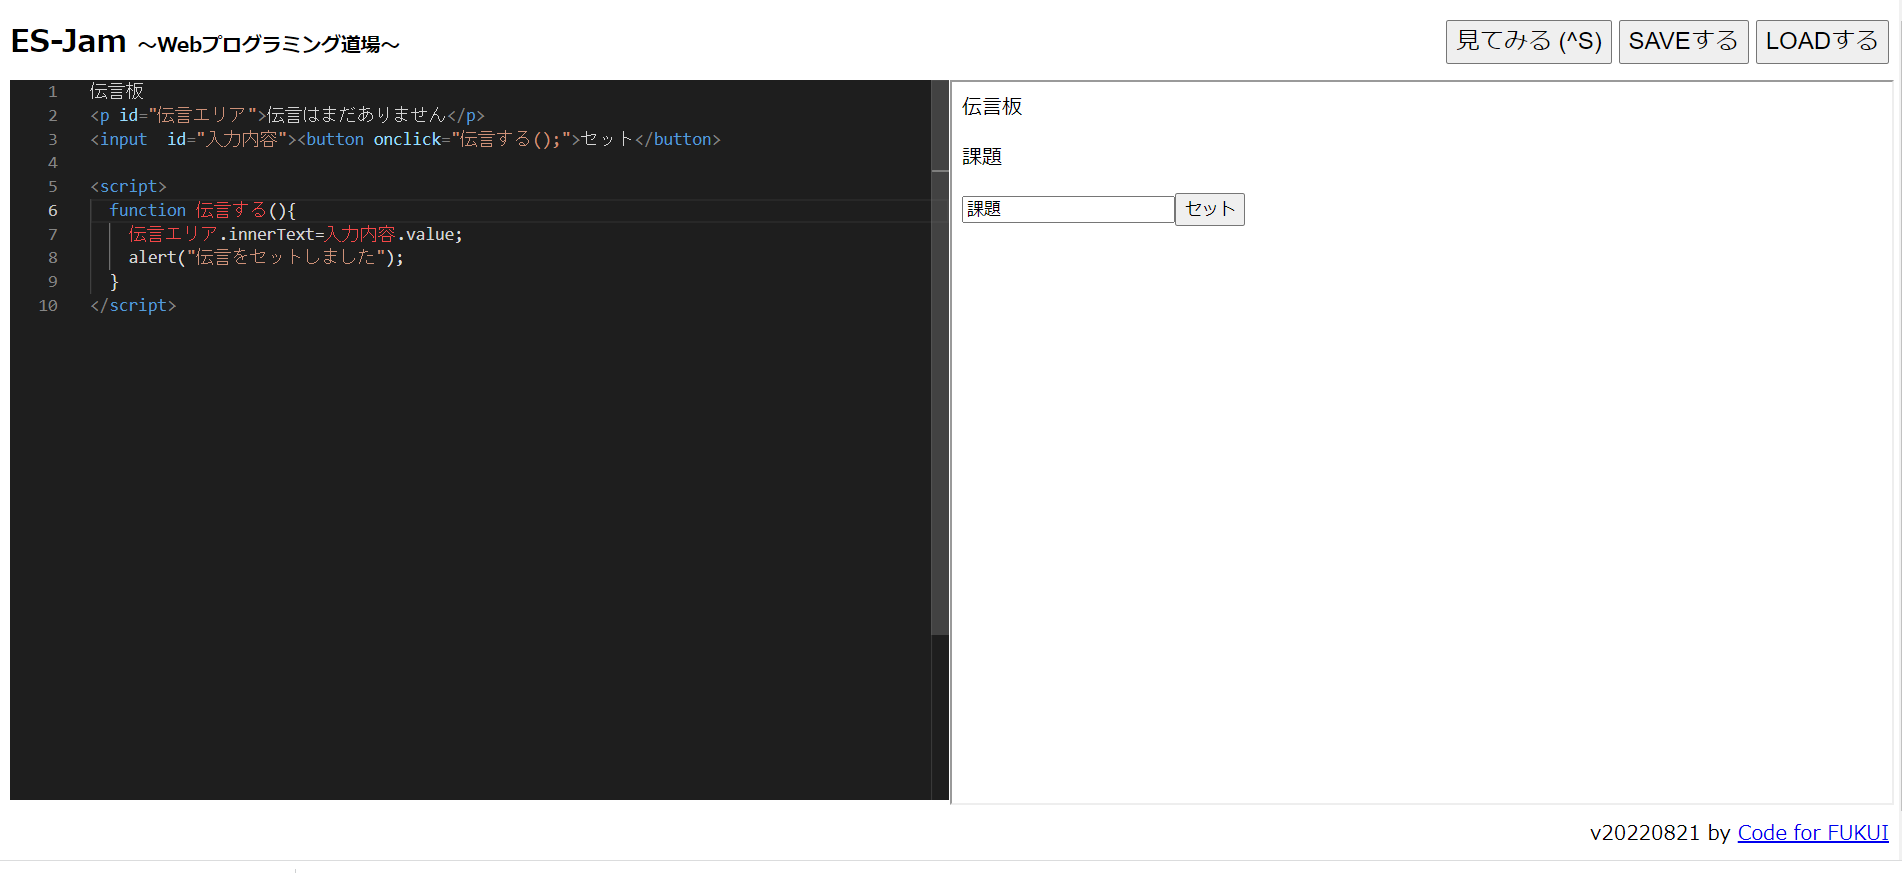 ES-Jam ～Webプログラミング道場～
見てみる (^S) SAVEする LOADする
1 伝言板
2 <p id="伝言エリア">伝言はまだありません</p>
3 <input  id="入力内容"><button onclick="伝言する();">セット</button>
4
5 <script>
6   function 伝言する(){
7     伝言エリア.innerText=入力内容.value;
8     alert("伝言をセットしました");
9   }
10 </script>
伝言板
課題
課題 セット
v20220821 by Code for FUKUI